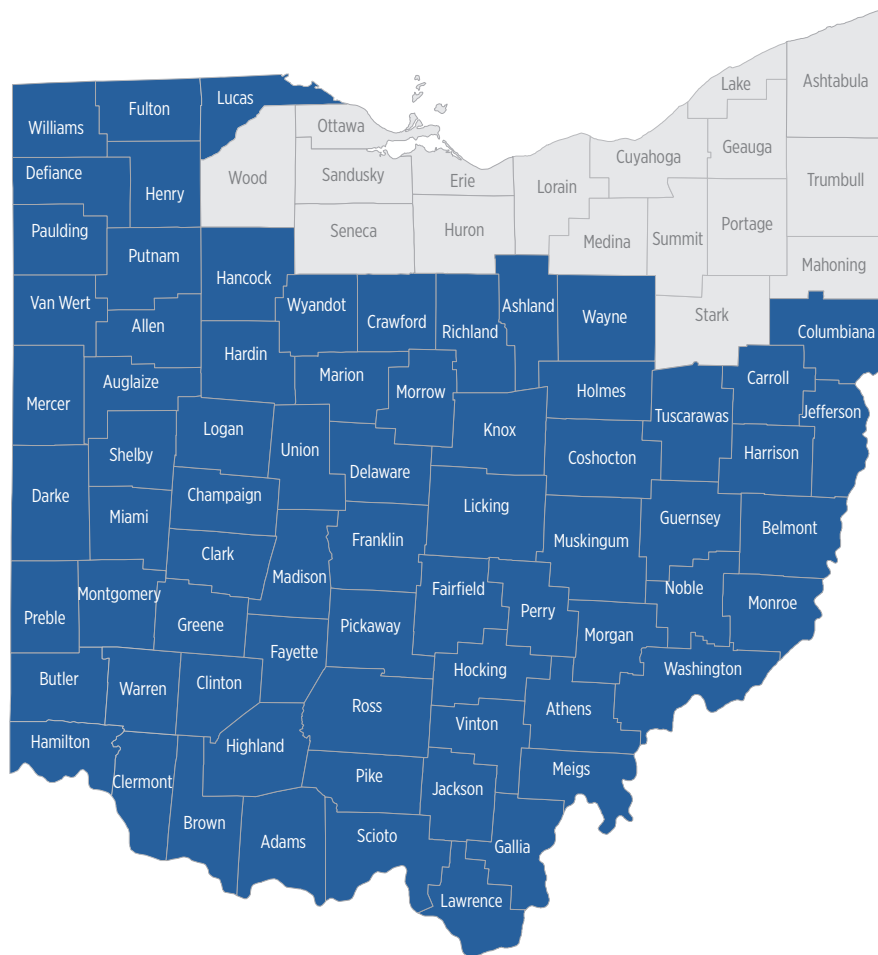 Lake
Ashtabula
Lucas
Fulton
Williams
Ottawa
Cuyahoga
Geauga
Wood
Sandusky
Erie
Lorain
Trumbull
Defiance
Henry
Paulding
Seneca
Huron
Medina
Summit
Portage
Putnam
Mahoning
Hancock
Van Wert
Wyandot
Crawford
Richland
Ashland
Wayne
Stark
Allen
Columbiana
Hardin
Marion
Morrow
Holmes
Carroll
Auglaize
Mercer
Tuscarawas
Jefferson
Logan
Union
Knox
Shelby
Delaware
Coshocton
Harrison
Darke
Champaign
Miami
Licking
Guernsey
Belmont
Franklin
Muskingum
Clark
Madison
Montgomery
Fairfield
Noble
Monroe
Preble
Greene
Pickaway
Perry
Morgan
Fayette
Hocking
Washington
Butler
Warren
Clinton
Ross
Vinton
Athens
Hamilton
Highland
Clermont
Pike
Jackson
Meigs
Brown
Adams
Scioto
Gallia
Lawrence